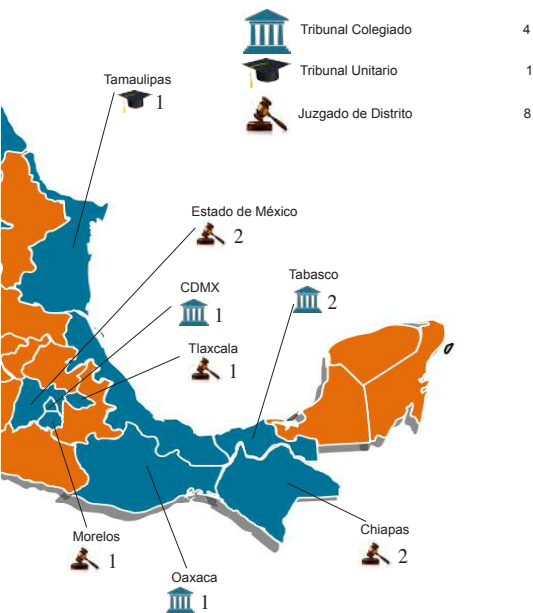 Tribunal Colegiado 4
Tribunal Unitario 1
Juzgado de Distrito 8
Tamaulipas
1
Estado de México
2
CDMX
1
Tabasco
2
Tlaxcala
1
Morelos
1
Oaxaca
1
Chiapas
2